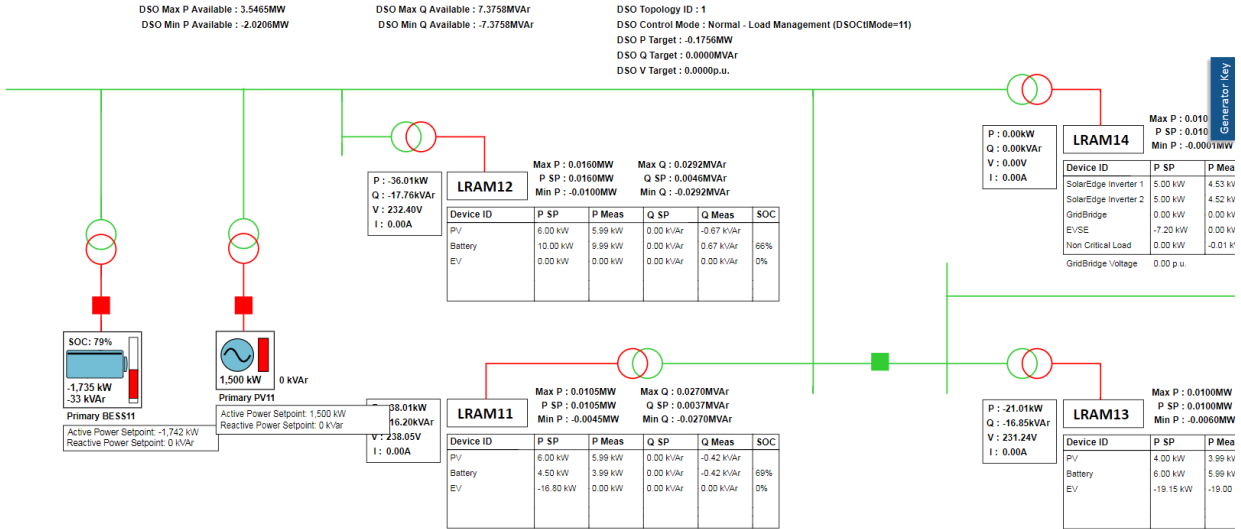 DSO Max P Available : 3.5465MW
DSO Min P Available : -2.0206MW
DSO Max Q Available : 7.3758MVAr
DSO Min Q Available : -7.3758MVAr
DSO Topology ID : 1
DSO Control Mode : Normal - Load Management (DSOCtlMode=11)
DSO P Target : -0.1756MW
DSO Q Target : 0.0000MVAr
DSO V Target : 0.0000p.u.
Generator Key
P : -36.01kW
Q : -17.76kVAr
V : 232.40V
I : 0.00A
LRAM12
Max P : 0.0160MW Max Q : 0.0292MVAr
P SP : 0.0160MW Q SP : 0.0046MVAr
Min P : -0.0100MW Min Q : -0.0292MVAr
Device ID P SP P Meas Q SP Q Meas SOC
PV 6.00 kW 5.99 kW 0.00 kVAr -0.67 kVAr
Battery 10.00 kW 9.99 kW 0.00 kVAr 0.67 kVAr 66%
EV 0.00 kW 0.00 kW 0.00 kVAr 0.00 kVAr 0%
P : 0.00kW
Q : 0.00kVAr
V : 0.00V
I : 0.00A
LRAM14
Max P : 0.010
P SP : 0.010
Min P : -0.0001MW
Device ID P SP P Mea
SolarEdge Inverter 1 5.00 kW 4.53 kW
SolarEdge Inverter 2 5.00 kW 4.52 kW
GridBridge 0.00 kW 0.00 kW
EVSE -7.20 kW 0.00 kW
Non Critical Load 0.00 kW -0.01 kW
GridBridge Voltage 0.00 p.u.
SOC: 79%
-1,735 kW
-33 kVAr
Primary BESS11
Active Power Setpoint: -1,742 kW
Reactive Power Setpoint: 0 kVAr
1,500 kW 0 kVAr
Primary PV11
Active Power Setpoint: 1,500 kW
Reactive Power Setpoint: 0 kVar
38.01kW
16.20kVAr
V : 238.05V
I : 0.00A
LRAM11
Max P : 0.0105MW Max Q : 0.0270MVAr
P SP : 0.0105MW Q SP : 0.0037MVAr
Min P : -0.0045MW Min Q : -0.0270MVAr
Device ID P SP P Meas Q SP Q Meas SOC
PV 6.00 kW 5.99 kW 0.00 kVAr -0.42 kVAr
Battery 4.50 kW 3.99 kW 0.00 kVAr -0.42 kVAr 69%
EV -16.80 kW 0.00 kW 0.00 kVAr 0.00 kVAr 0%
P : -21.01kW
Q : -16.85kVAr
V : 231.24V
I : 0.00A
LRAM13
Max P : 0.0100MW
P SP : 0.0100MW
Min P : -0.0060MW
Device ID P SP P Mea
PV 4.00 kW 3.99 kW
Battery 6.00 kW 5.99 kW
EV -19.15 kW -19.00